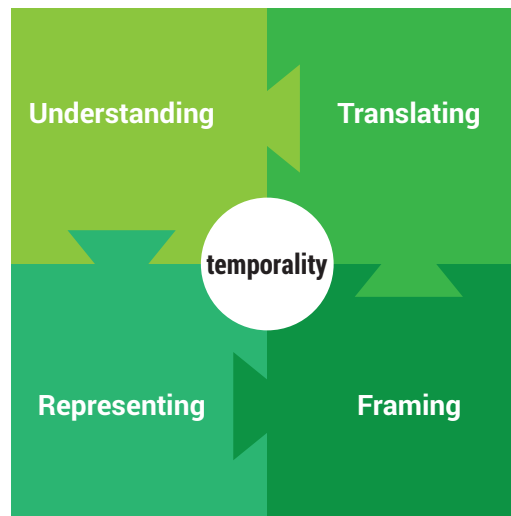 Understanding
Translating
temporality
Representing
Framing